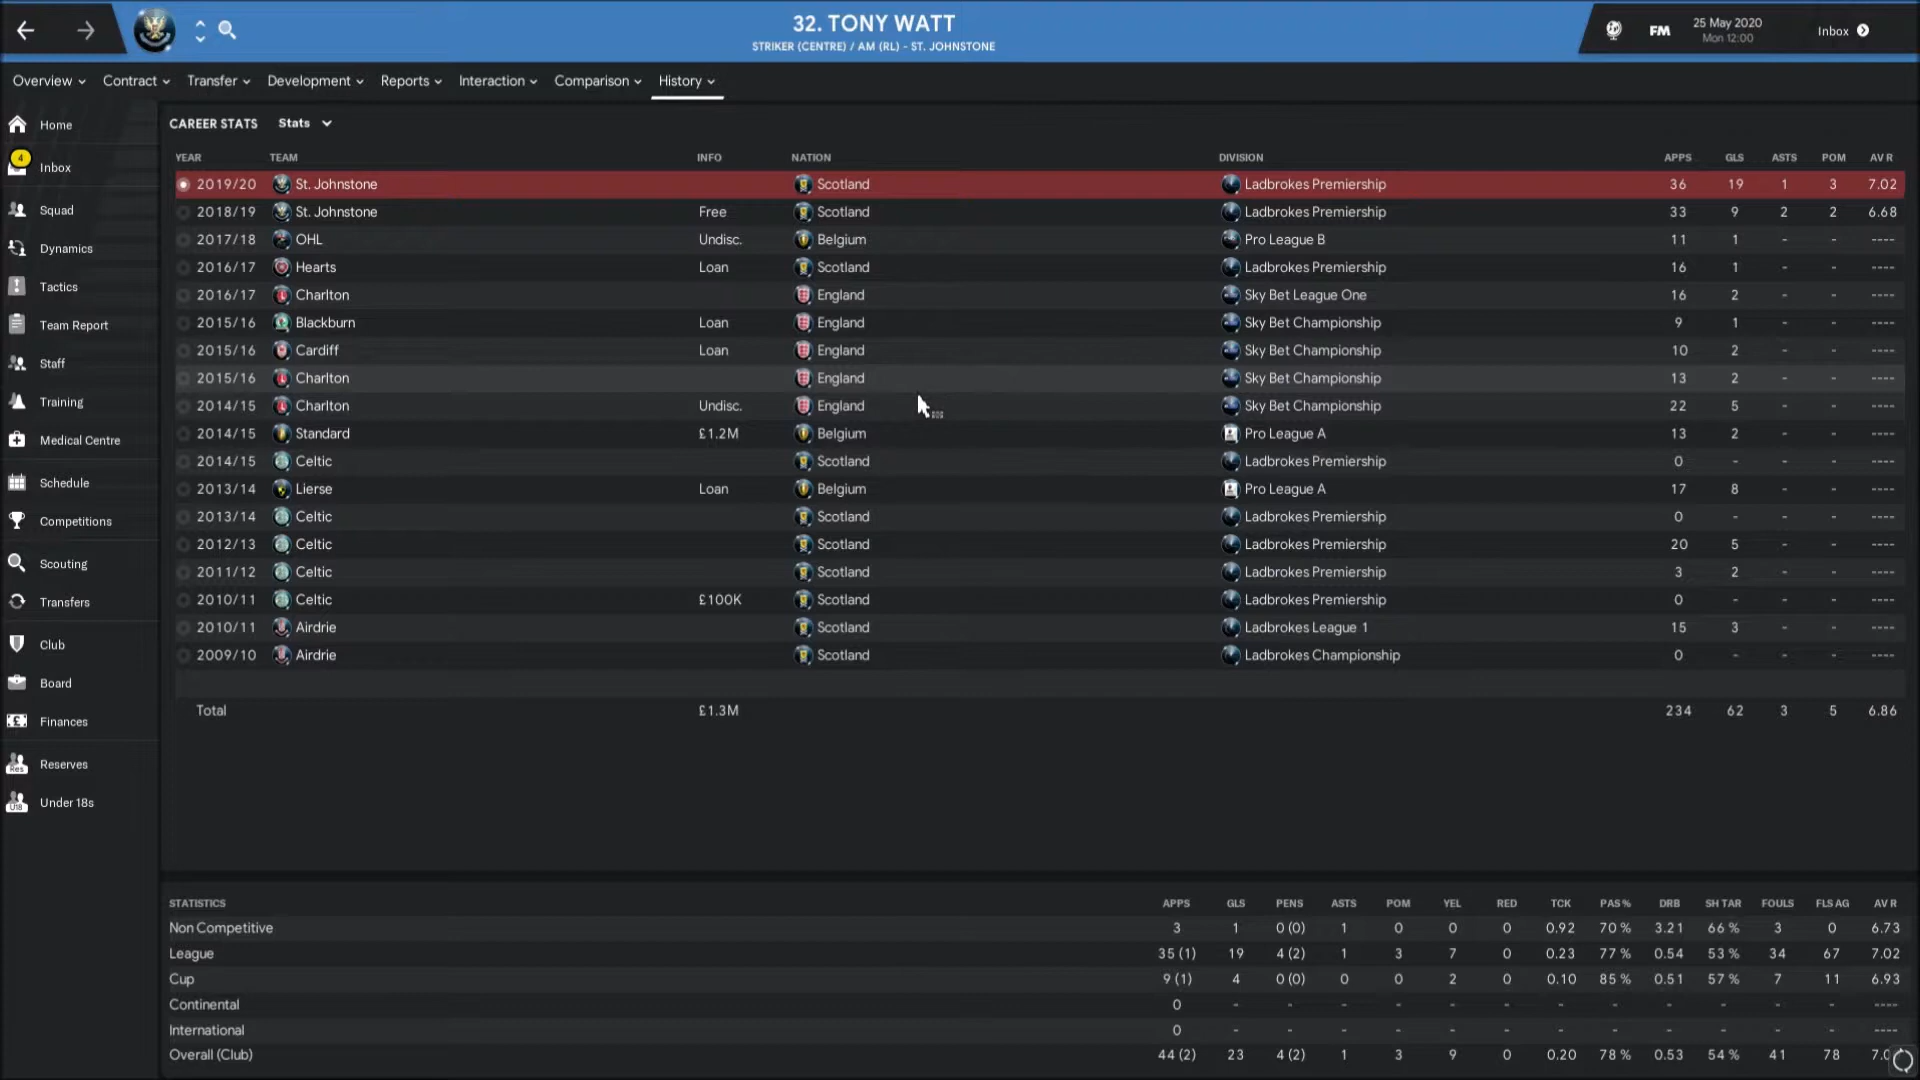 32. TONY WATT
STRIKER (CENTRE) / AM (RL) - ST. JOHNSTONE
FM
25 May 2020
Mon 12:00
Inbox
Overview Contract Transfer Development Reports Interaction Comparison History
Home
4
Inbox
Squad
Dynamics
Tactics
Team Report
Staff
Training
Medical Centre
Schedule
Competitions
Scouting
Transfers
Club
Board
Finances
Reserves
Under 18s
CAREER STATS Stats
YEAR TEAM INFO NATION DIVISION APPS GLS ASTS POM AV R
2019/20 St. Johnstone Scotland Ladbrokes Premiership 36 19 1 3 7.02
2018/19 St. Johnstone Free Scotland Ladbrokes Premiership 33 9 2 2 6.68
2017/18 OHL Undisc. Belgium Pro League B 11 1 - - ----
2016/17 Hearts Loan Scotland Ladbrokes Premiership 16 1 - - ----
2016/17 Charlton England Sky Bet League One 16 2 - - ----
2015/16 Blackburn Loan England Sky Bet Championship 9 1 - - ----
2015/16 Cardiff Loan England Sky Bet Championship 10 2 - - ----
2015/16 Charlton England Sky Bet Championship 13 2 - - ----
2014/15 Charlton Undisc. England Sky Bet Championship 22 5 - - ----
2014/15 Standard £1.2M Belgium Pro League A 13 2 - - ----
2014/15 Celtic Scotland Ladbrokes Premiership 0 - - - ----
2013/14 Lierse Loan Belgium Pro League A 17 8 - - ----
2013/14 Celtic Scotland Ladbrokes Premiership 0 - - - ----
2012/13 Celtic Scotland Ladbrokes Premiership 20 5 - - ----
2011/12 Celtic Scotland Ladbrokes Premiership 3 2 - - ----
2010/11 Celtic £100K Scotland Ladbrokes Premiership 0 - - - ----
2010/11 Airdrie Scotland Ladbrokes League 1 15 3 - - ----
2009/10 Airdrie Scotland Ladbrokes Championship 0 - - - ----
Total £1.3M 234 62 3 5 6.86
STATISTICS APPS GLS PENS ASTS POM YEL RED TCK PAS % DRB SH TAR FOULS FLS AG AV R
Non Competitive 3 1 0 (0) 1 0 0 0 0.92 70 % 3.21 66 % 3 0 6.73
League 35 (1) 19 4 (2) 1 3 7 0 0.23 77 % 0.54 53 % 34 67 7.02
Cup 9 (1) 4 0 (0) 0 0 2 0 0.10 85 % 0.51 57 % 7 11 6.93
Continental 0 - - - - - - - - - - - - ----
International 0 - - - - - - - - - - - - ----
Overall (Club) 44 (2) 23 4 (2) 1 3 9 0 0.20 78 % 0.53 54 % 41 78